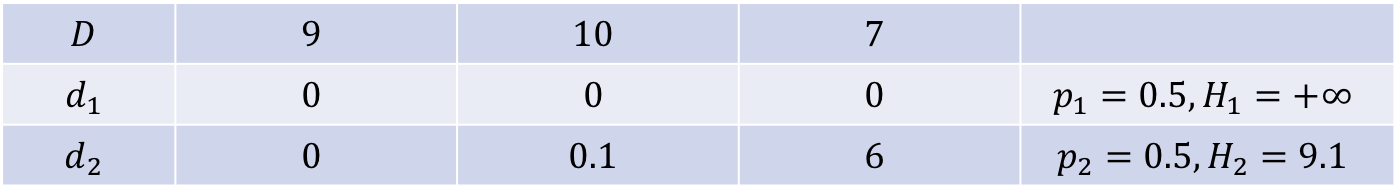 D 9 10 7
d₁ 0 0 0 p₁ = 0.5, H₁ = +∞
d₂ 0 0.1 6 p₂ = 0.5, H₂ = 9.1